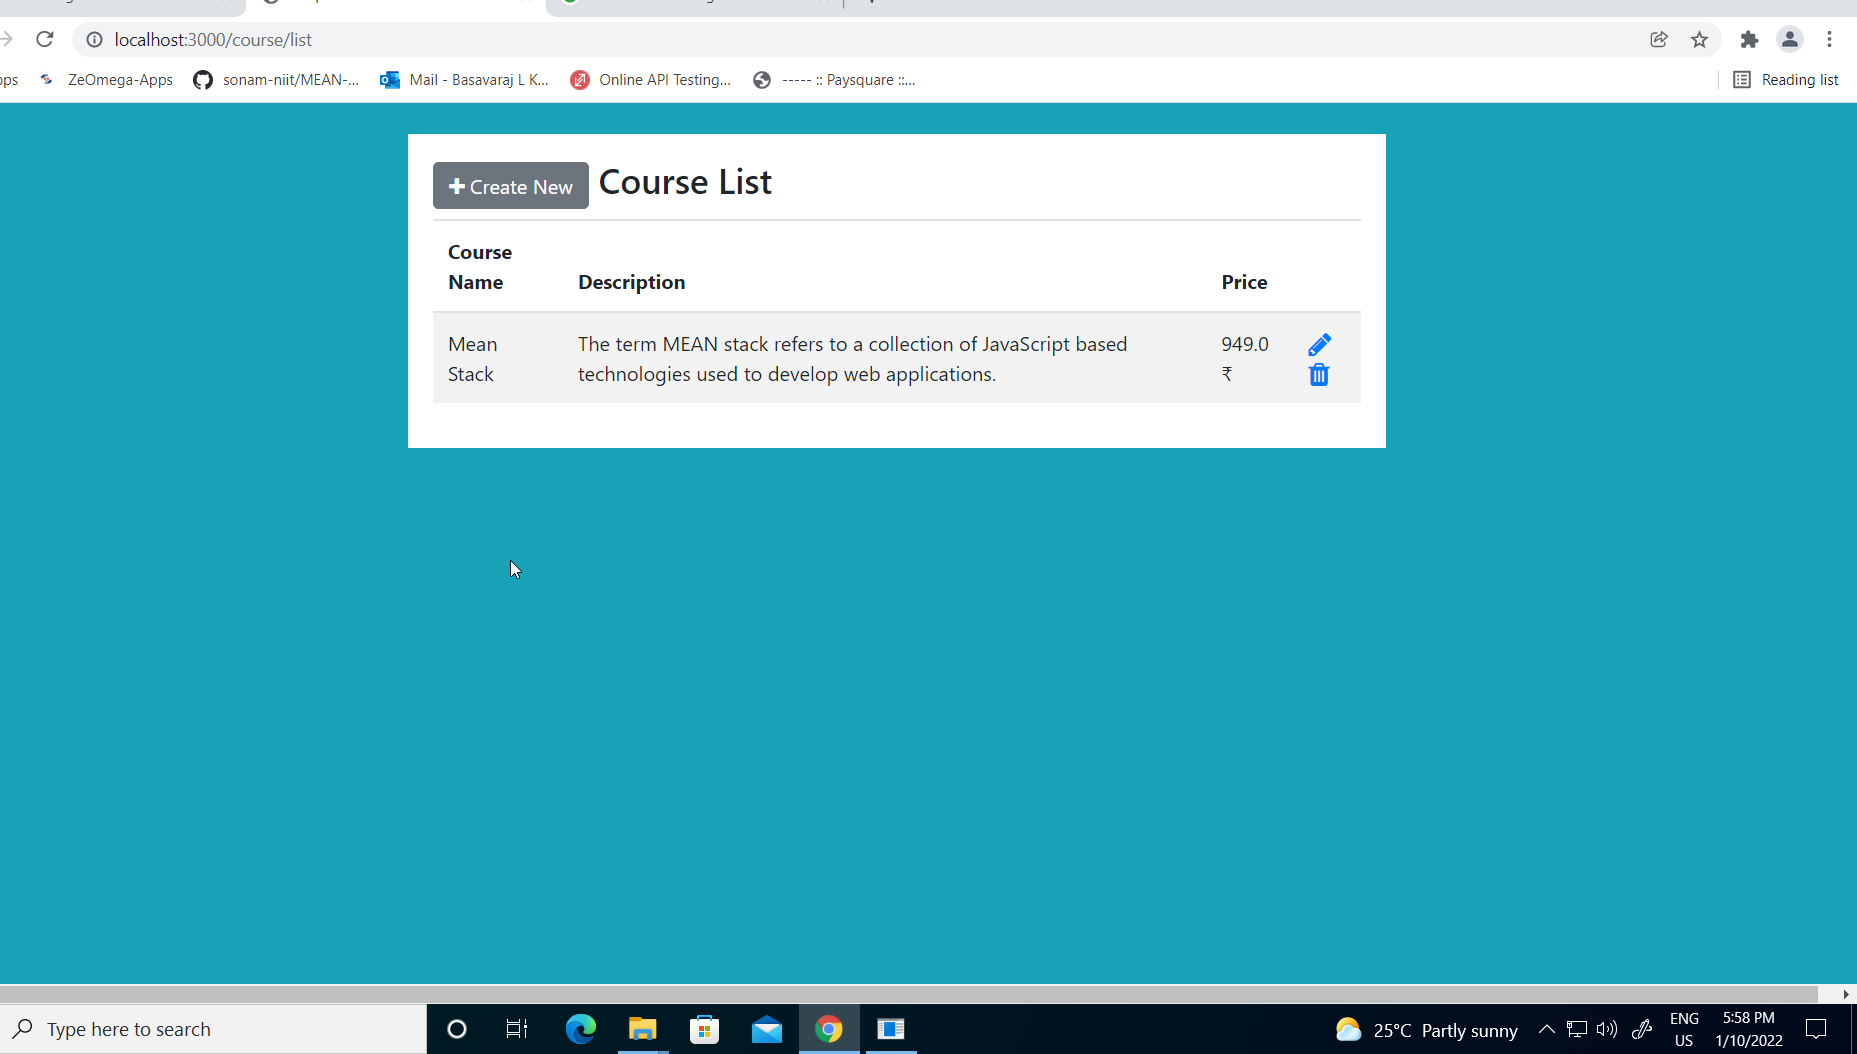 localhost:3000/course/list
ZeOmega-Apps
sonam-niit/MEAN-...
Mail - Basavaraj L K...
Online API Testing...
----- :: Paysquare ::...
Reading list
Create New
Course List
Course
Name
Description
Price
Mean
Stack
The term MEAN stack refers to a collection of JavaScript based
technologies used to develop web applications.
949.0
₹
Type here to search
25°C Partly sunny
ENG
US
5:58 PM
1/10/2022